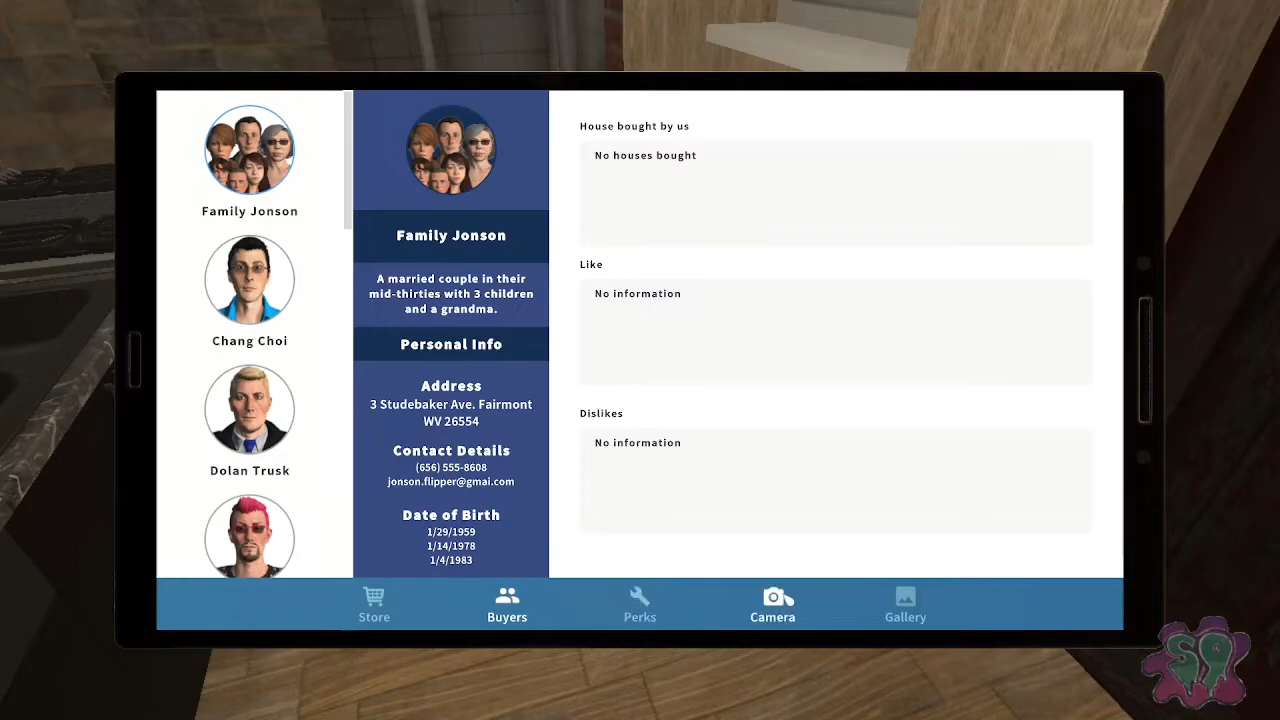 Family Jonson
Chang Choi
Dolan Trusk
Family Jonson
A married couple in their
mid-thirties with 3 children
and a grandma.
Personal Info
Address
3 Studebaker Ave. Fairmont
WV 26554
Contact Details
(656) 555-8608
jonson.flipper@gmai.com
Date of Birth
1/29/1959
1/14/1978
1/4/1983
House bought by us
No houses bought
Like
No information
Dislikes
No information
Store
Buyers
Perks
Camera
Gallery
S9